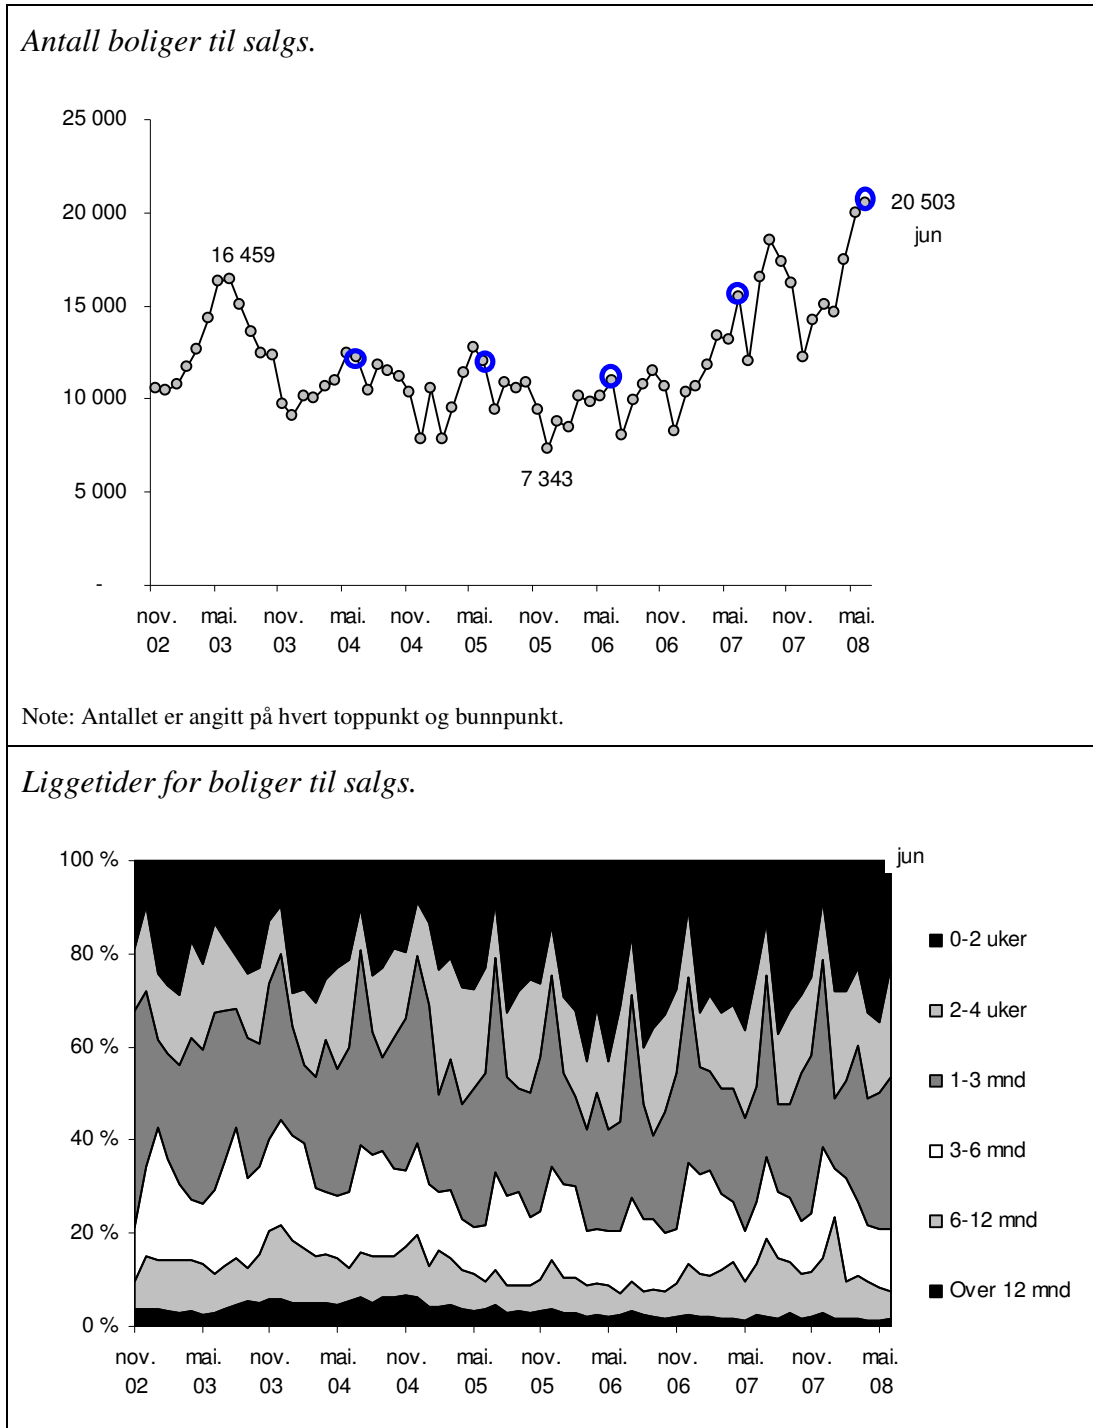 Antall boliger til salgs.
25 000
20 000
15 000
10 000
5 000
-
16 459
7 343
20 503
jun
nov. mai. nov. mai. nov. mai. nov. mai. nov. mai. nov. mai.
02 03 03 04 04 05 05 06 06 07 07 08
Note: Antallet er angitt på hvert toppunkt og bunnpunkt.
Liggetider for boliger til salgs.
100 %
80 %
60 %
40 %
20 %
0 %
jun
0-2 uker
2-4 uker
1-3 mnd
3-6 mnd
6-12 mnd
Over 12 mnd
nov. mai. nov. mai. nov. mai. nov. mai. nov. mai. nov. mai.
02 03 03 04 04 05 05 06 06 07 07 08